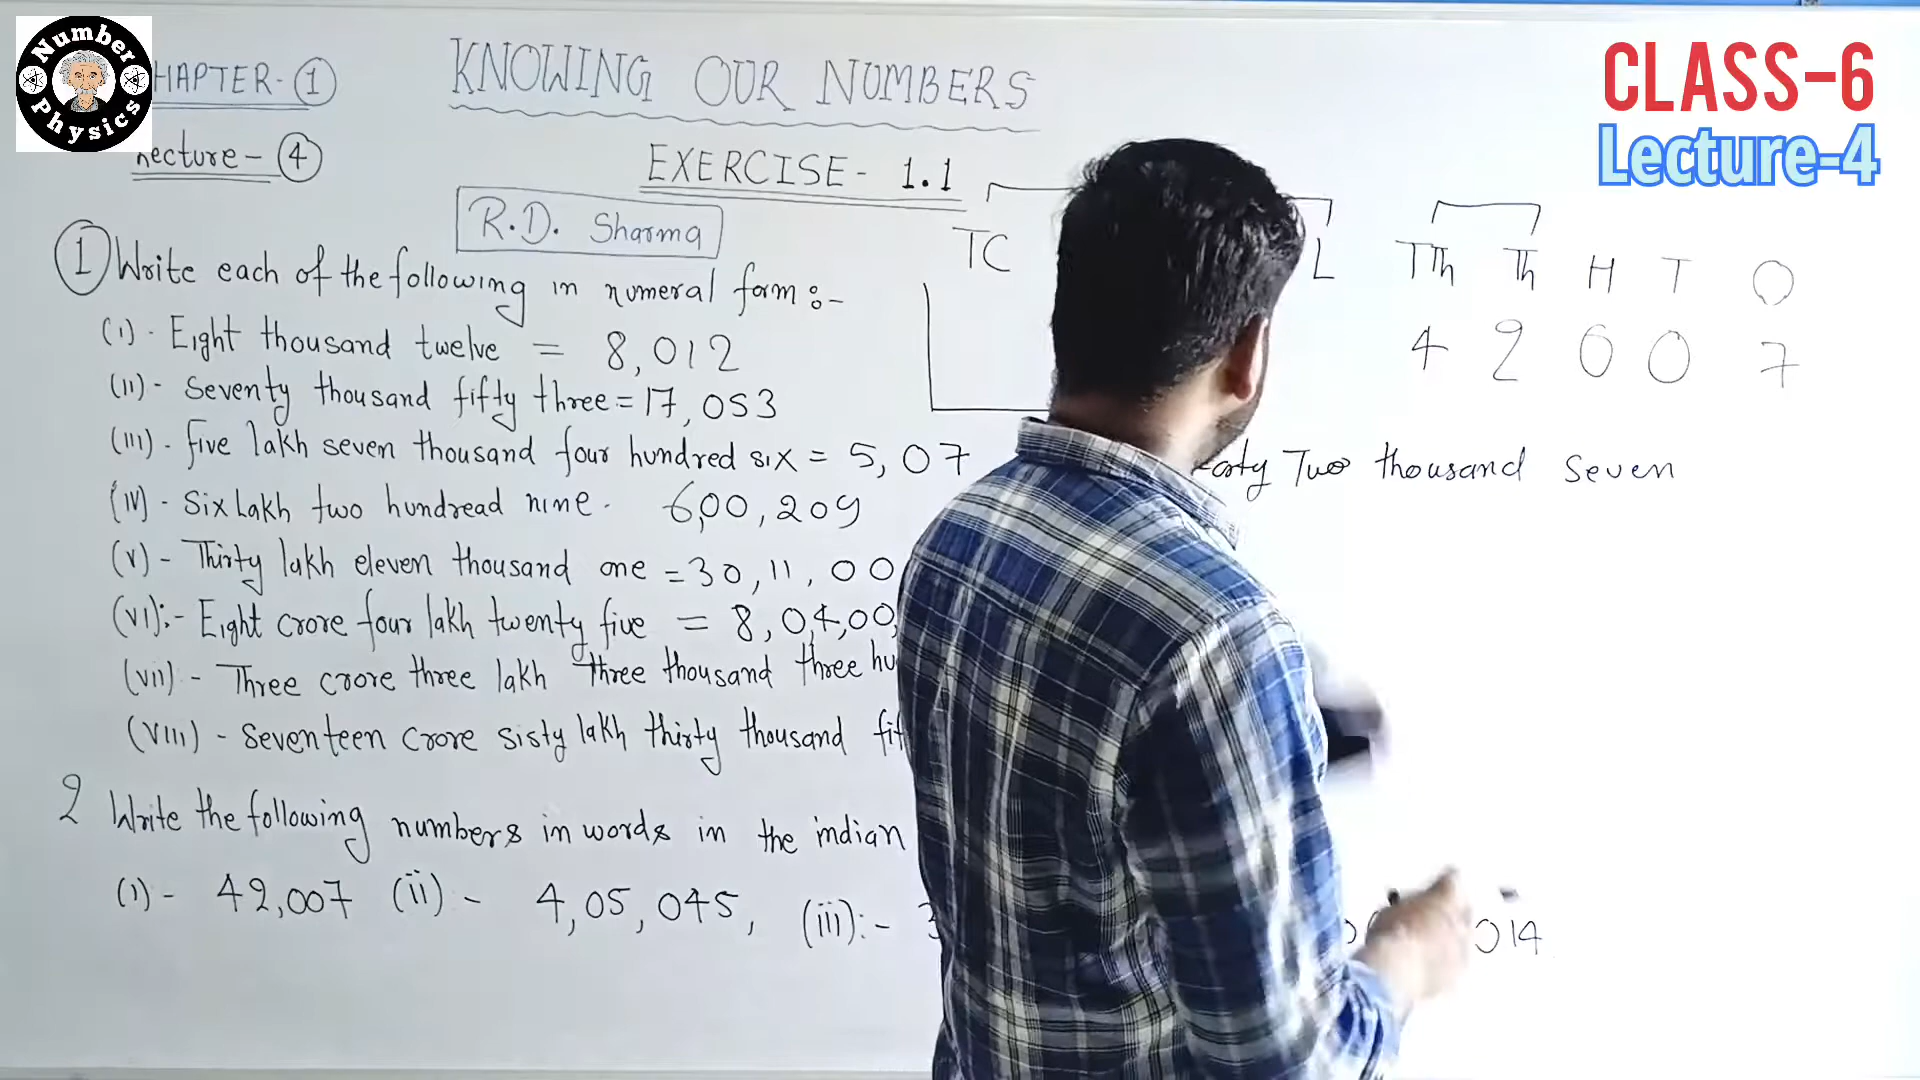 Number Physics
CHAPTER-①
KNOWING OUR NUMBERS
CLASS-6
Lecture-4
Lecture-④
EXERCISE- 1.1
R.D. Sharma
TC L TTh Th H T O
① Write each of the following in numeral form:-
4 2 0 0 7
(i)- Eight thousand twelve = 8,012
(ii)- Seventy thousand fifty three = 17,053
(iii)- five lakh seven thousand four hundred six = 5, 07
Two thousand Seven
(iv)- Six Lakh two hundread nine- 6,00,209
(v)- Thirty lakh eleven thousand one = 30,11,00
(vi):- Eight crore four lakh twenty five = 8,04,00,
(vii)- Three crore three lakh three thousand three
(viii)- Seventeen crore sisty lakh thirty thousand
2 Write the following numbers in words in the indian
(i)- 42,007 (ii)- 4,05,045, (iii):- 014